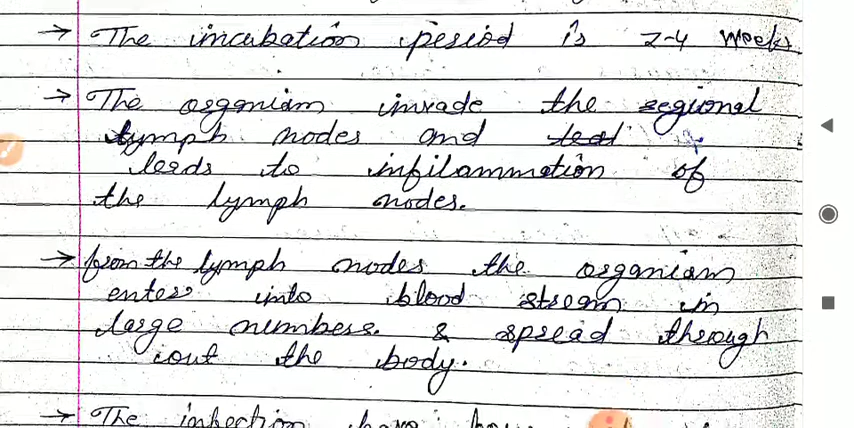 → The incubation period is 2-4 weeks
→ The organism invade the regional
lymph nodes and
leads to inflammation of
the lymph nodes.
→ from the lymph nodes the organism
enters into blood stream in
large numbers. & spread through
out the body.
→ The infection have